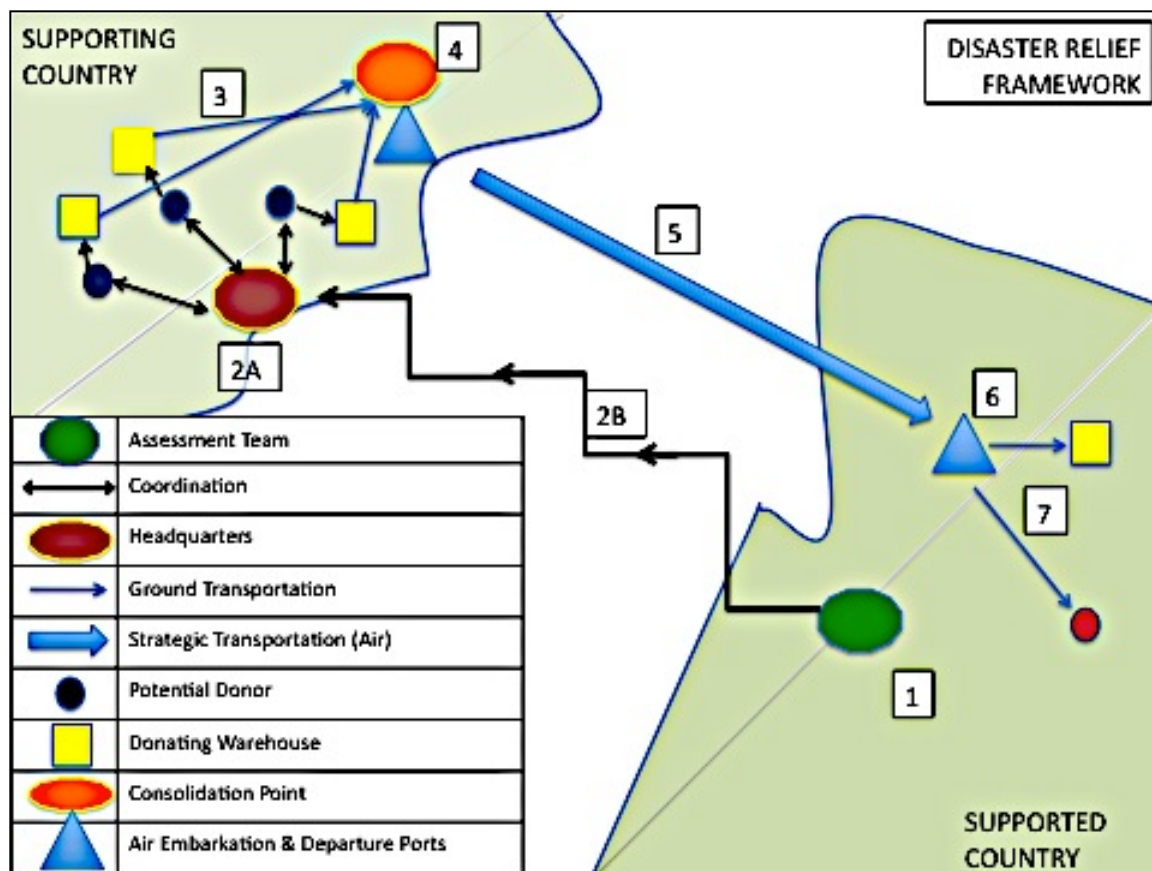 SUPPORTING
COUNTRY
4
DISASTER RELIEF
FRAMEWORK
3
5
2A
2B
6
7
1
Assessment Team
Coordination
Headquarters
Ground Transportation
Strategic Transportation (Air)
Potential Donor
Donating Warehouse
Consolidation Point
Air Embarkation & Departure Ports
SUPPORTED
COUNTRY